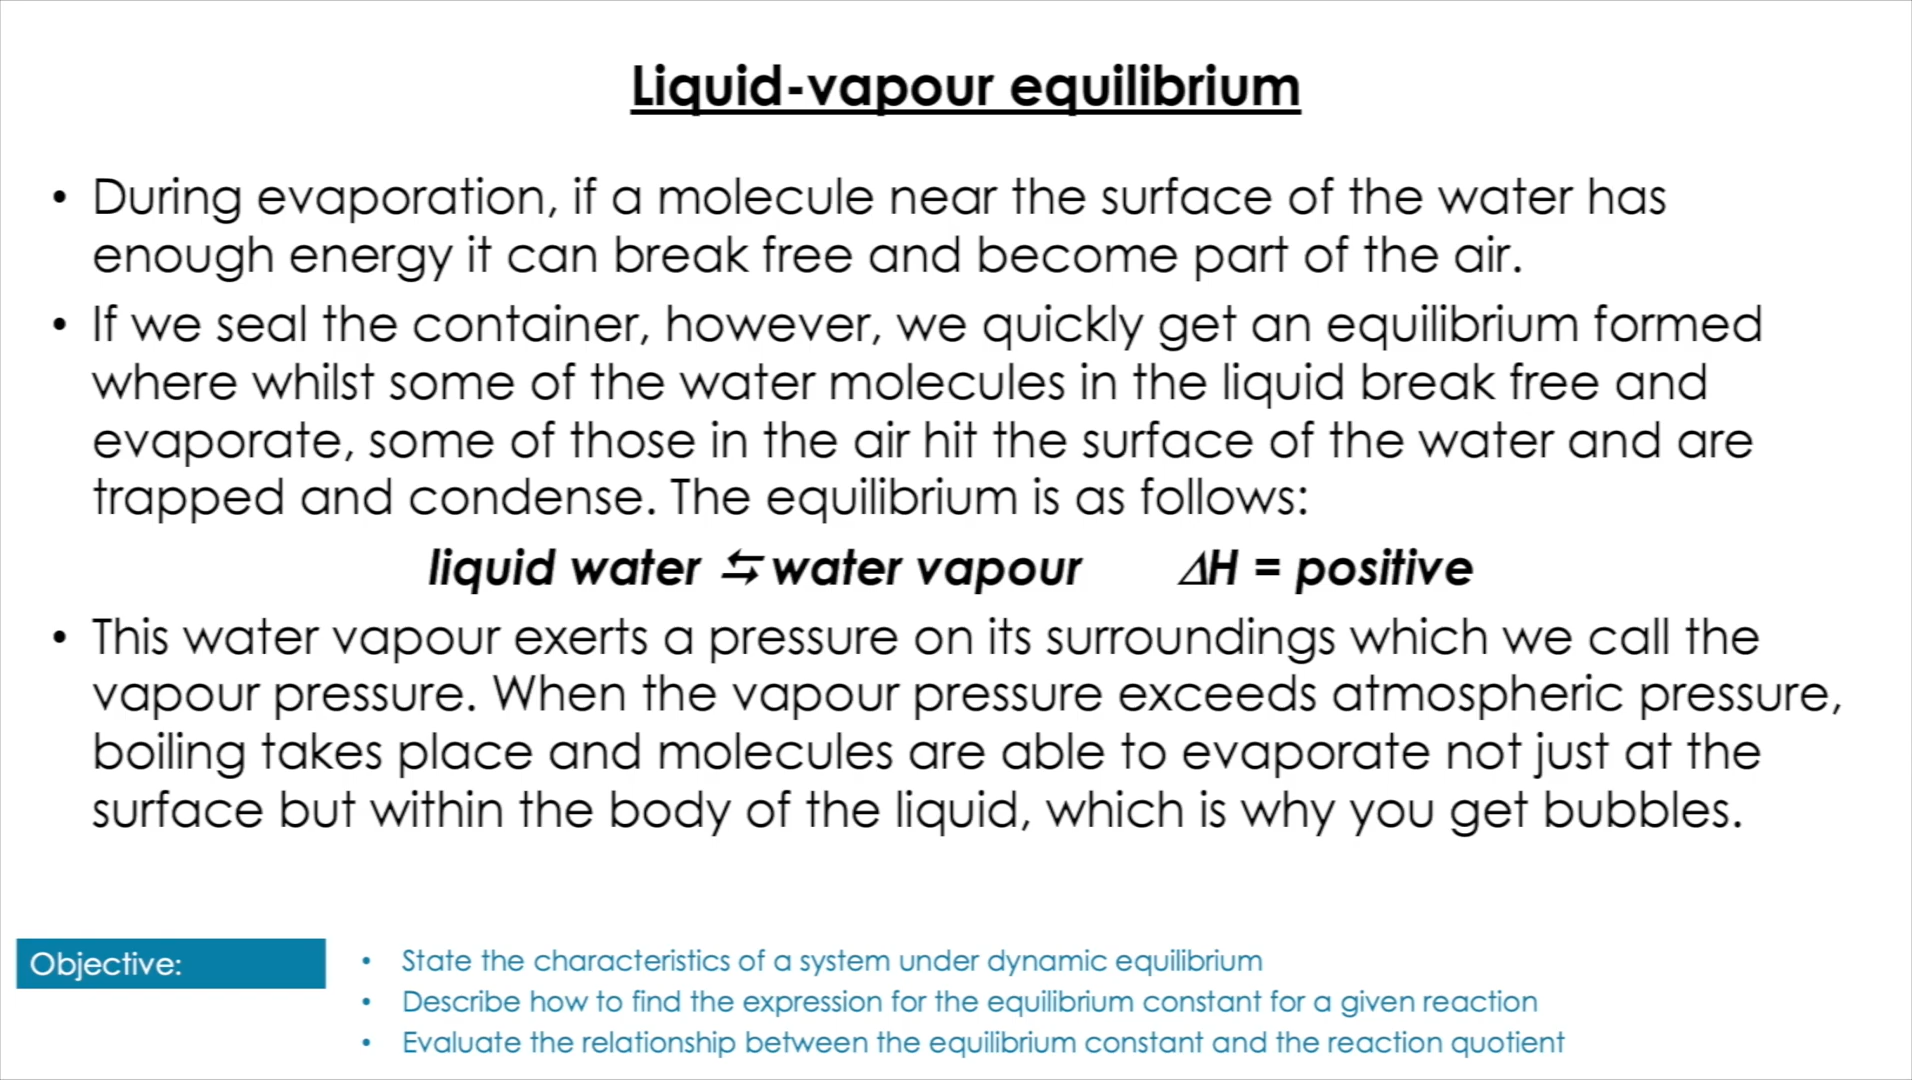 Liquid-vapour equilibrium
• During evaporation, if a molecule near the surface of the water has
enough energy it can break free and become part of the air.
• If we seal the container, however, we quickly get an equilibrium formed
where whilst some of the water molecules in the liquid break free and
evaporate, some of those in the air hit the surface of the water and are
trapped and condense. The equilibrium is as follows:
liquid water ⇆ water vapour ΔH = positive
• This water vapour exerts a pressure on its surroundings which we call the
vapour pressure. When the vapour pressure exceeds atmospheric pressure,
boiling takes place and molecules are able to evaporate not just at the
surface but within the body of the liquid, which is why you get bubbles.
Objective:
• State the characteristics of a system under dynamic equilibrium
• Describe how to find the expression for the equilibrium constant for a given reaction
• Evaluate the relationship between the equilibrium constant and the reaction quotient